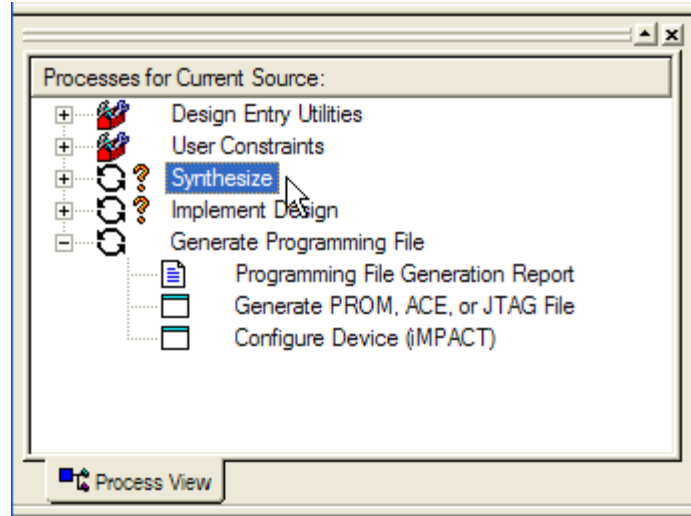 Processes for Current Source:
Design Entry Utilities
User Constraints
Synthesize
Implement Design
Generate Programming File
Programming File Generation Report
Generate PROM, ACE, or JTAG File
Configure Device (iMPACT)
Process View